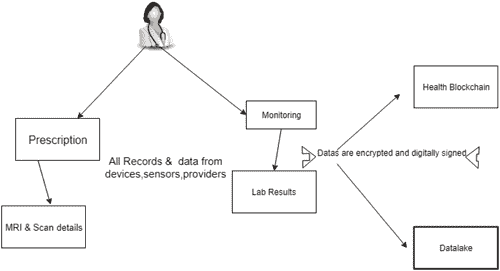 Health Blockchain
Monitoring
Prescription
Datas are encrypted and digitally signed
All Records & data from
devices,sensors,providers
Lab Results
MRI & Scan details
Datalake